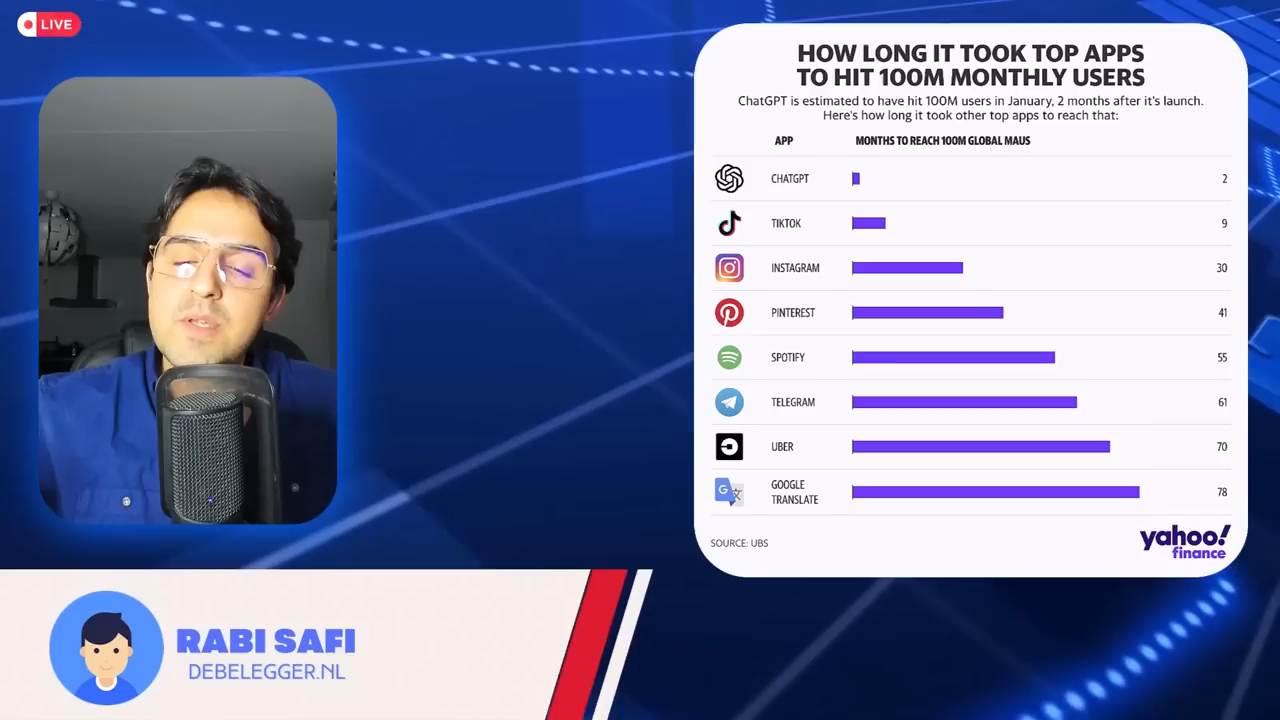 LIVE
HOW LONG IT TOOK TOP APPS
TO HIT 100M MONTHLY USERS
ChatGPT is estimated to have hit 100M users in January, 2 months after it's launch.
Here's how long it took other top apps to reach that:
APP MONTHS TO REACH 100M GLOBAL MAUS
CHATGPT 2
TIKTOK 9
INSTAGRAM 30
PINTEREST 41
SPOTIFY 55
TELEGRAM 61
UBER 70
GOOGLE
TRANSLATE 78
SOURCE: UBS
yahoo!
finance
RABI SAFI
DEBELEGGER.NL